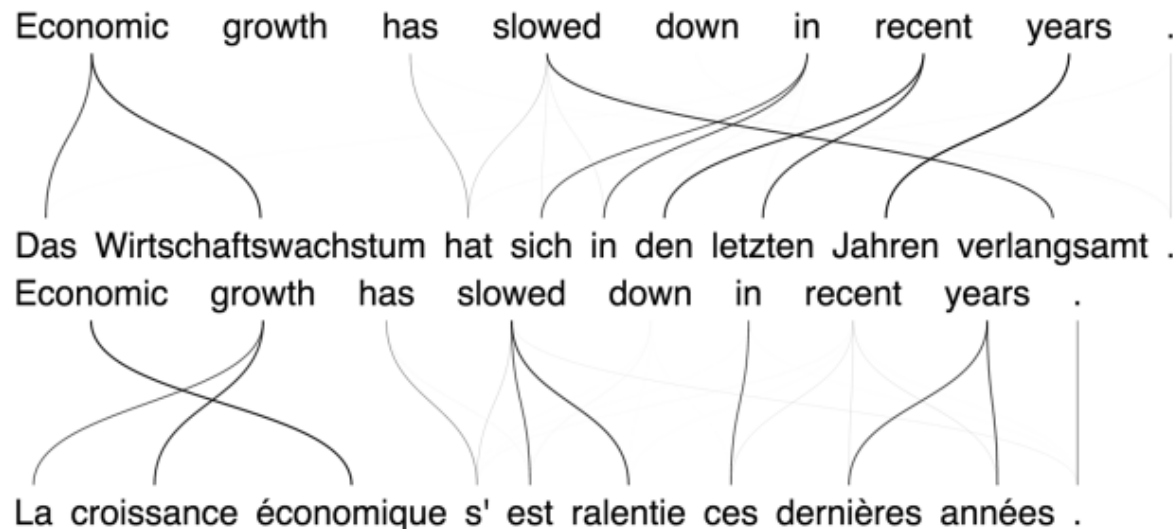 Economic growth has slowed down in recent years .
Das Wirtschaftswachstum hat sich in den letzten Jahren verlangsamt .
Economic growth has slowed down in recent years .
La croissance économique s' est ralentie ces dernières années .